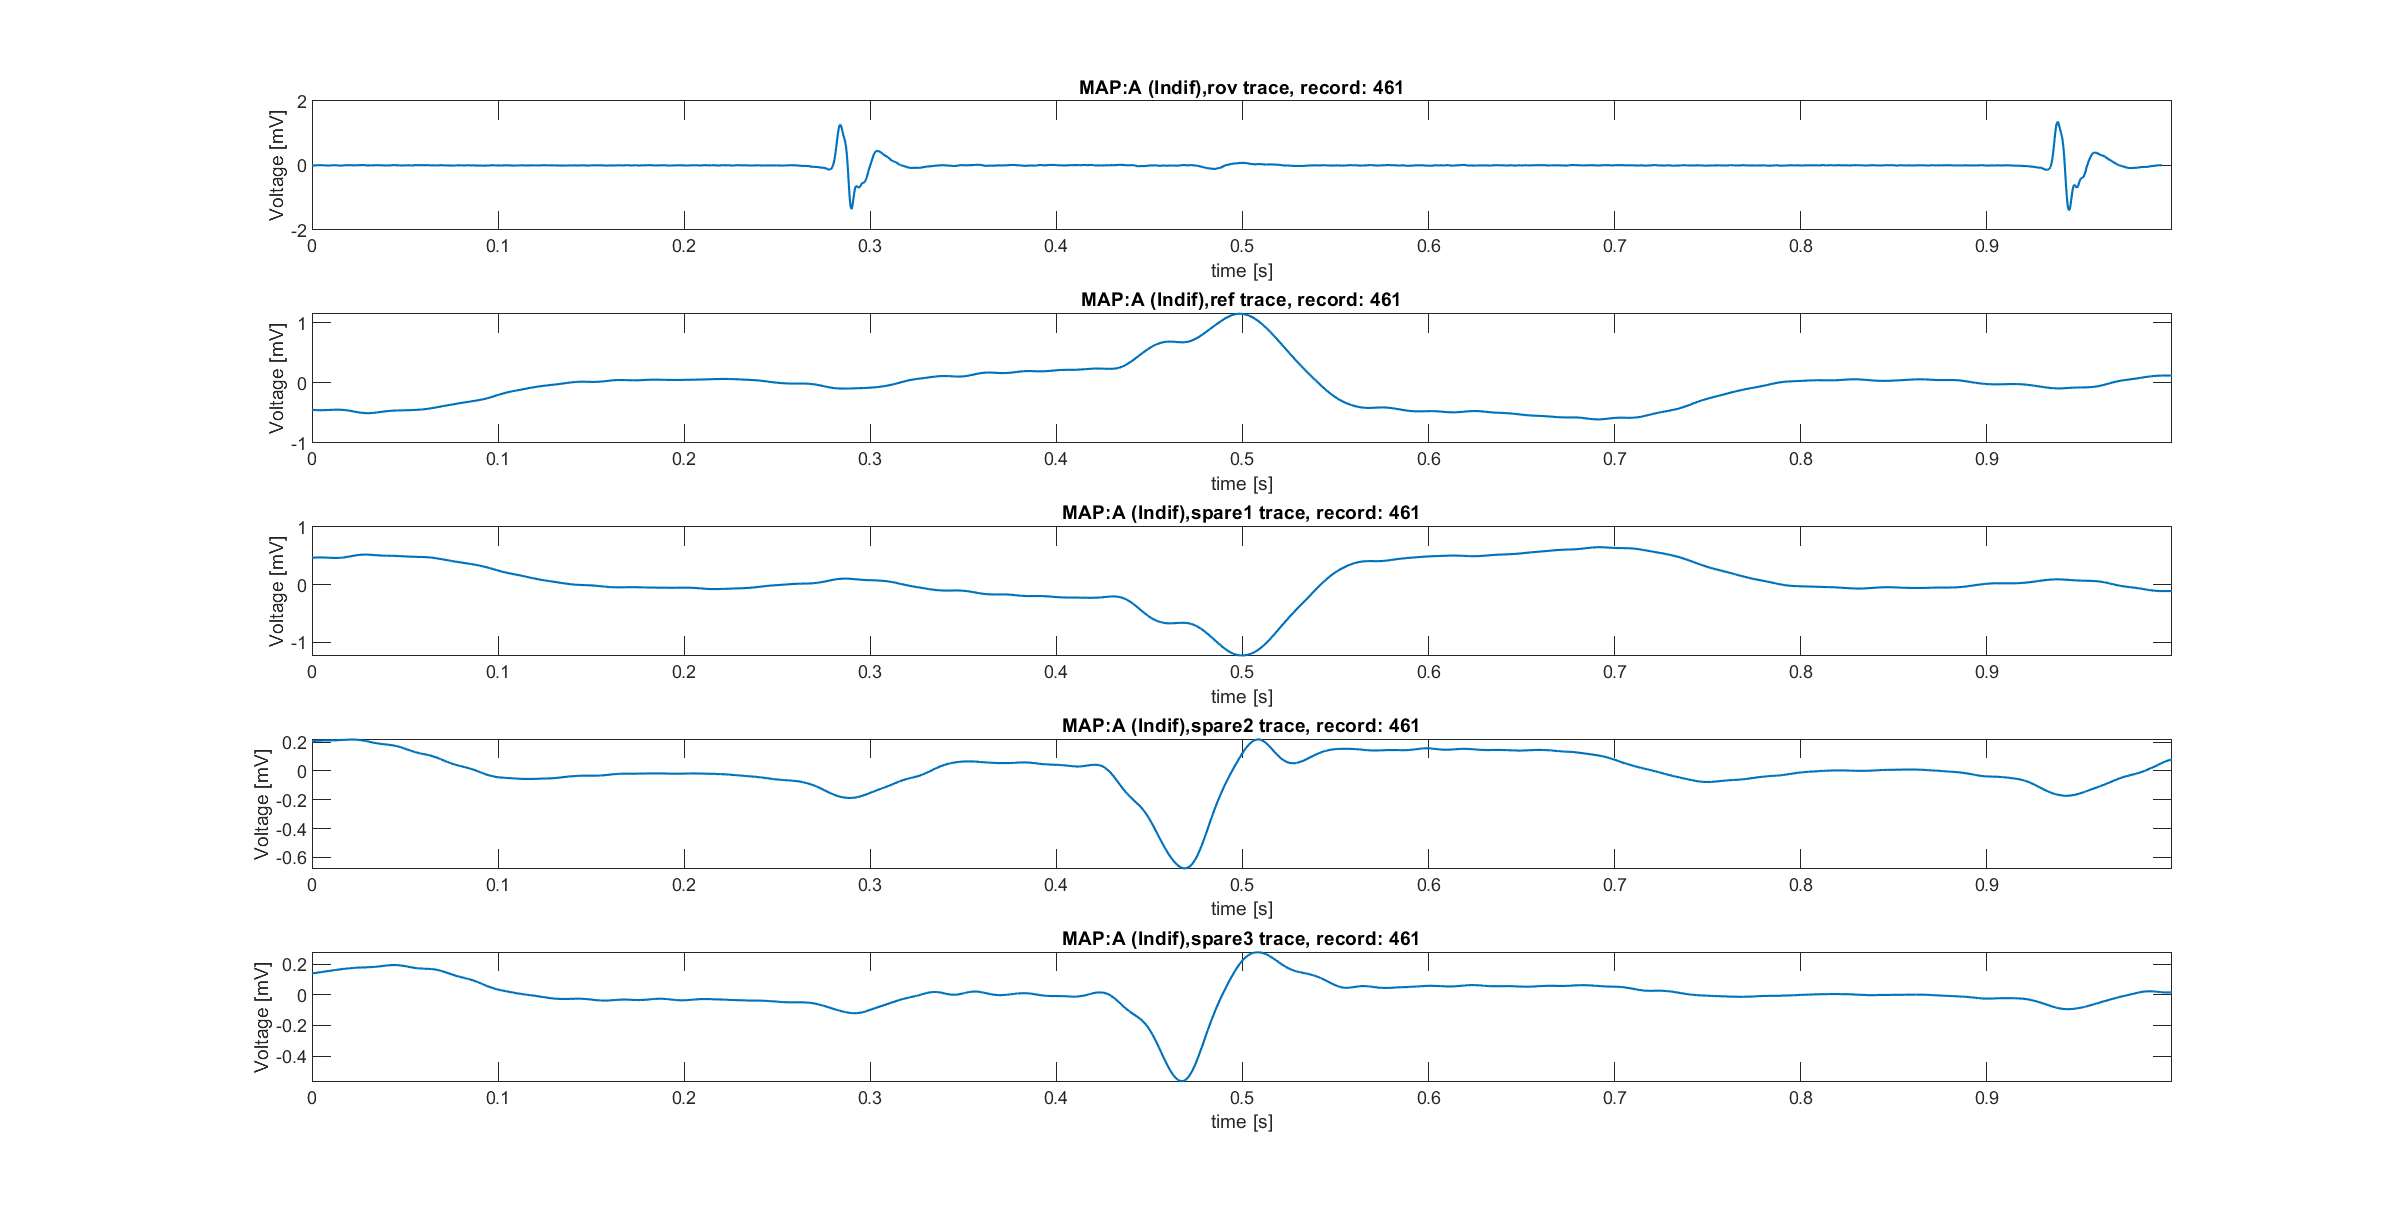 MAP:A (Indif),rov trace, record: 461
Voltage [mV]
2
0
-2
0 0.1 0.2 0.3 0.4 0.5 0.6 0.7 0.8 0.9
time [s]
MAP:A (Indif),ref trace, record: 461
Voltage [mV]
1
0
-1
0 0.1 0.2 0.3 0.4 0.5 0.6 0.7 0.8 0.9
time [s]
MAP:A (Indif),spare1 trace, record: 461
Voltage [mV]
1
0
-1
0 0.1 0.2 0.3 0.4 0.5 0.6 0.7 0.8 0.9
time [s]
MAP:A (Indif),spare2 trace, record: 461
Voltage [mV]
0.2
0
-0.2
-0.4
-0.6
0 0.1 0.2 0.3 0.4 0.5 0.6 0.7 0.8 0.9
time [s]
MAP:A (Indif),spare3 trace, record: 461
Voltage [mV]
0.2
0
-0.2
-0.4
0 0.1 0.2 0.3 0.4 0.5 0.6 0.7 0.8 0.9
time [s]